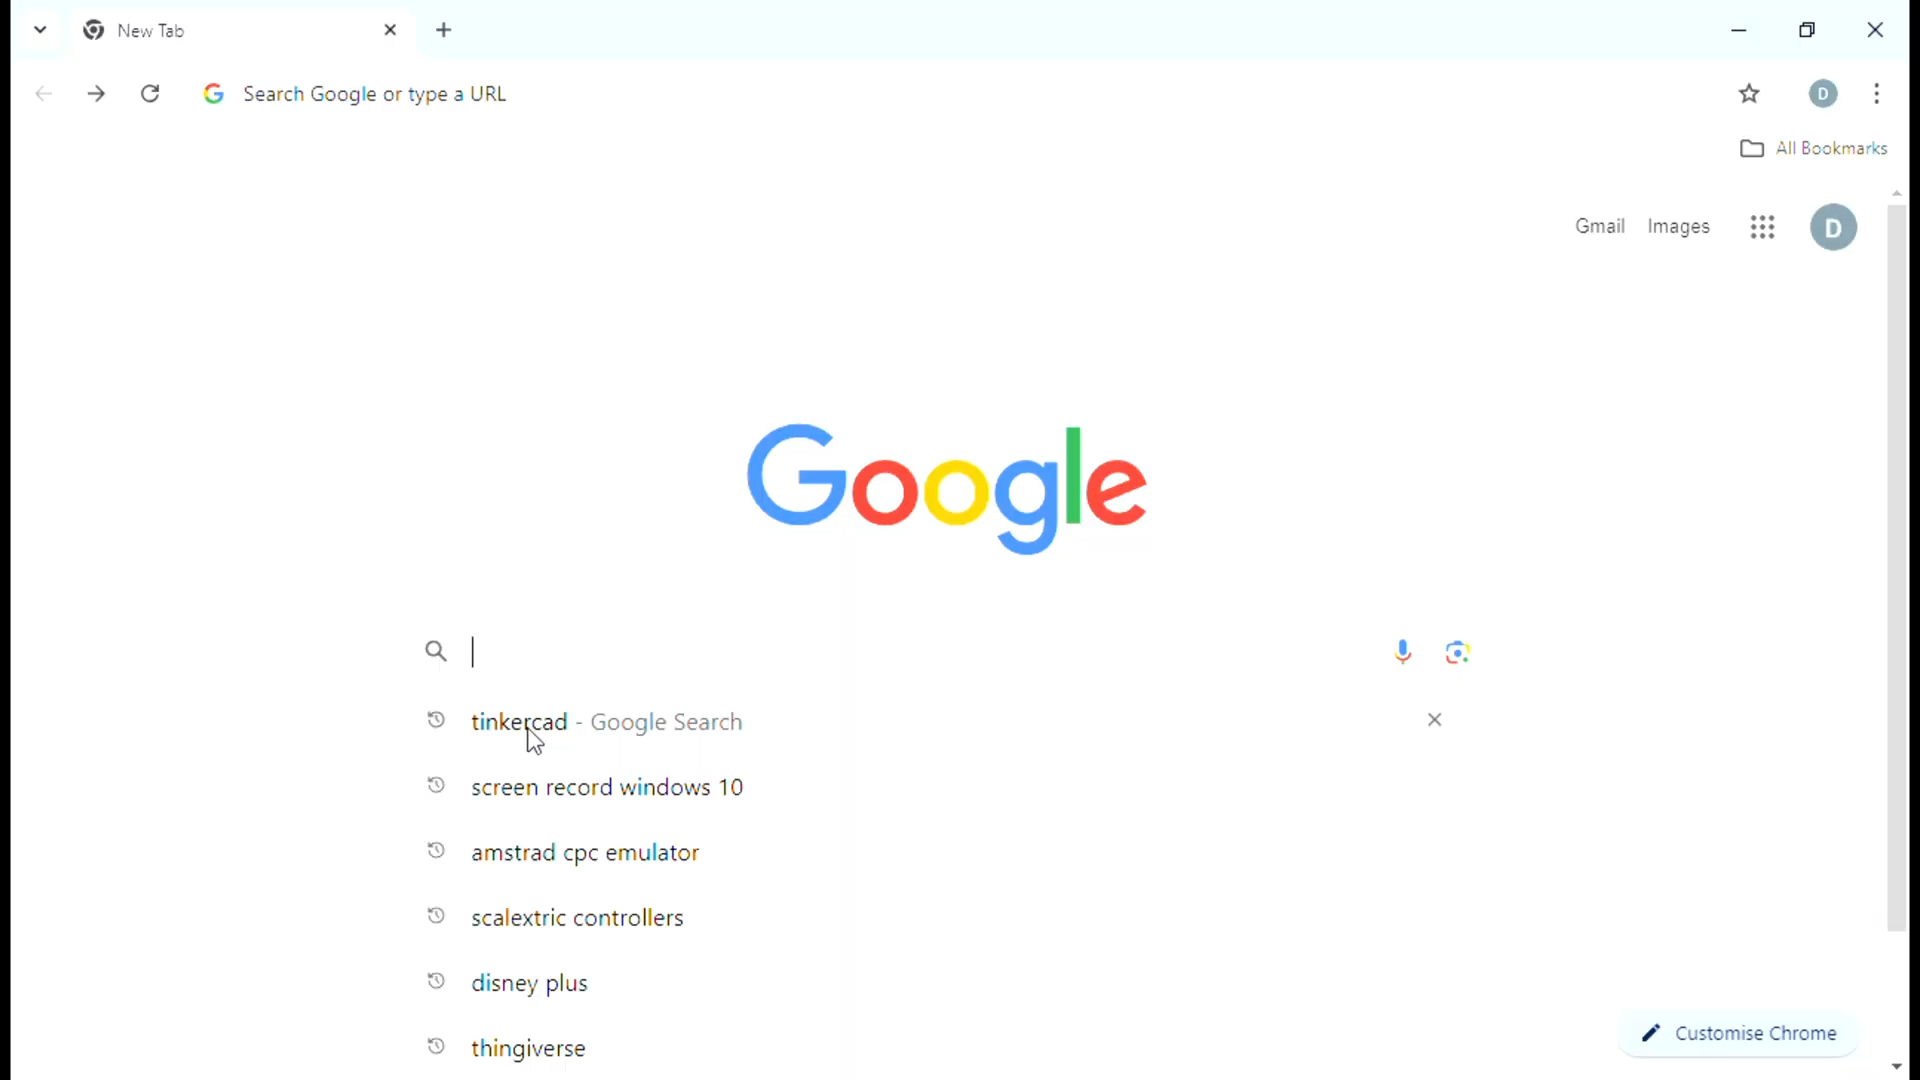 New Tab
Search Google or type a URL
D
All Bookmarks
Gmail Images
D
Google
tinkercad - Google Search
screen record windows 10
amstrad cpc emulator
scalextric controllers
disney plus
Customise Chrome
thingiverse